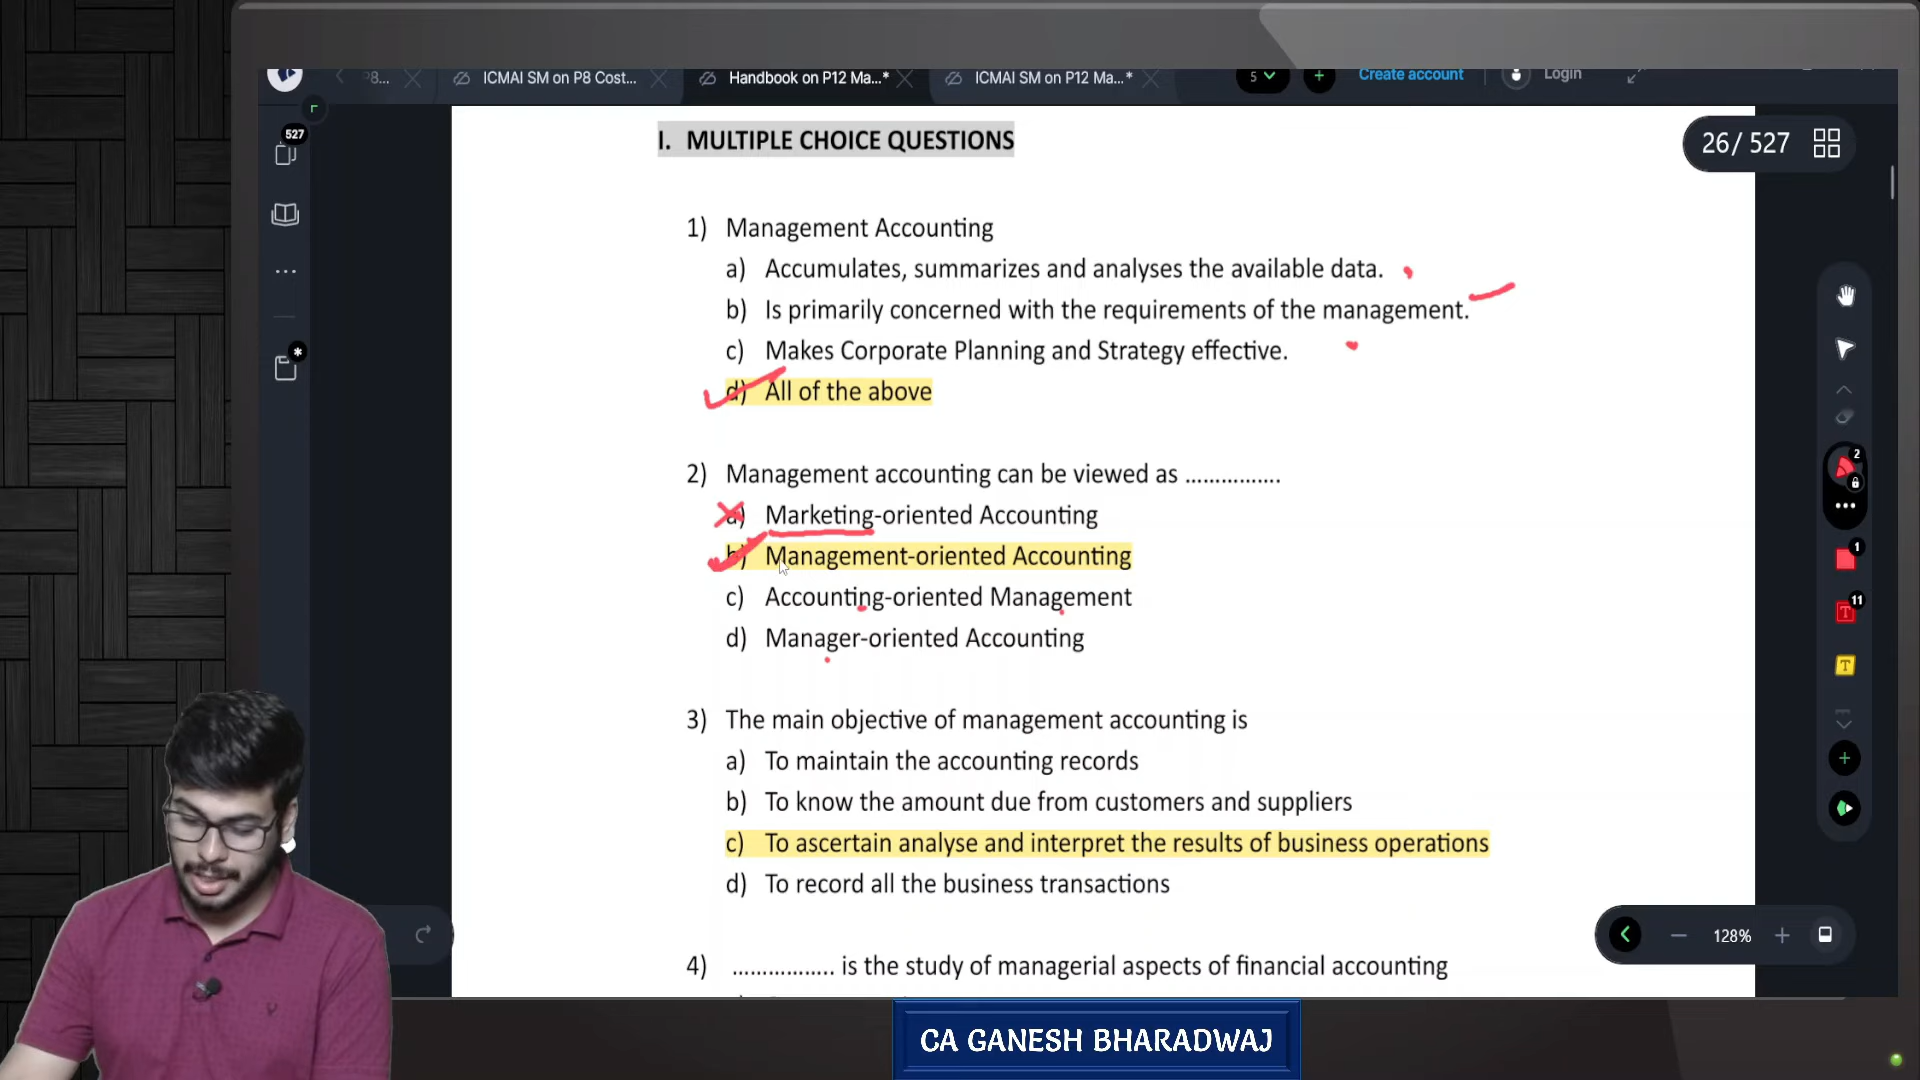 P8...
ICMAI SM on P8 Cost...
Handbook on P12 Ma...*
ICMAI SM on P12 Ma...*
5
Create account
Login
527
26/ 527
I. MULTIPLE CHOICE QUESTIONS
1) Management Accounting
a) Accumulates, summarizes and analyses the available data.
b) Is primarily concerned with the requirements of the management.
c) Makes Corporate Planning and Strategy effective.
d) All of the above
2) Management accounting can be viewed as ................
a) Marketing-oriented Accounting
b) Management-oriented Accounting
c) Accounting-oriented Management
d) Manager-oriented Accounting
3) The main objective of management accounting is
a) To maintain the accounting records
b) To know the amount due from customers and suppliers
c) To ascertain analyse and interpret the results of business operations
d) To record all the business transactions
4) ................. is the study of managerial aspects of financial accounting
2
1
T 11
T
128%
CA GANESH BHARADWAJ